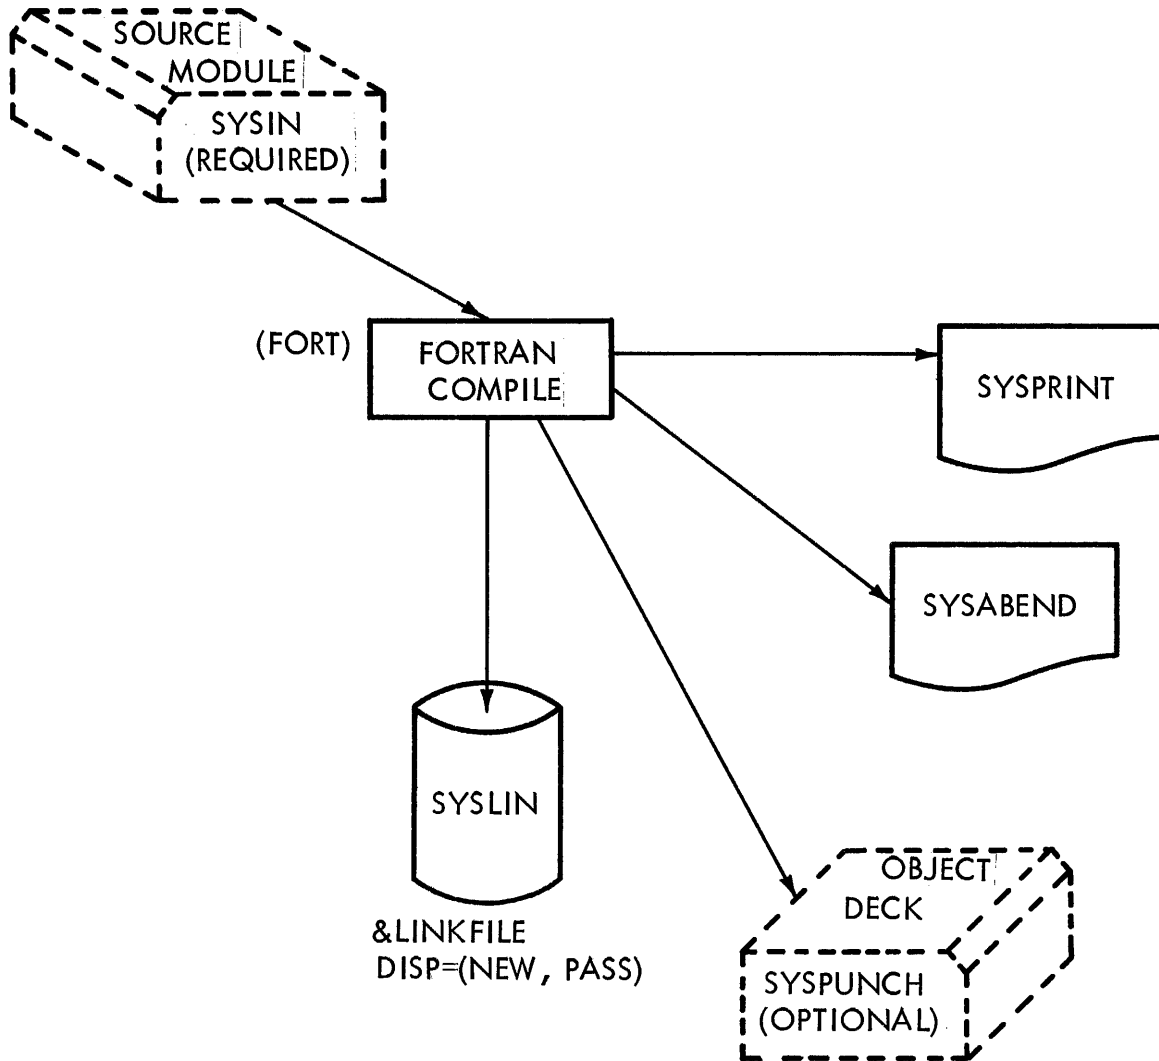 SOURCE
MODULE
SYSIN
(REQUIRED)
(FORT)
FORTRAN
COMPILE
SYSPRINT
SYSABEND
SYSLIN
&LINKFILE
DISP=(NEW, PASS)
OBJECT
DECK
SYSPUNCH
(OPTIONAL)